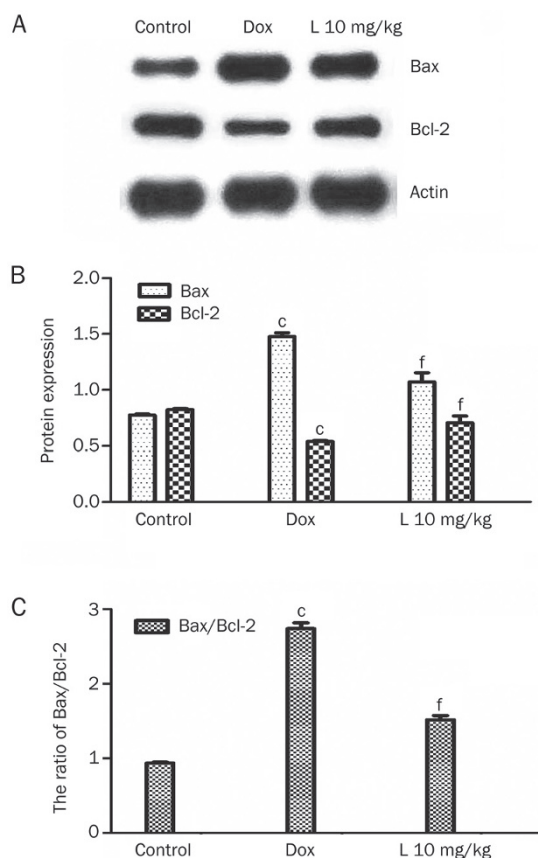 A
Control Dox L 10 mg/kg
Bax
Bcl-2
Actin
B
Protein expression
2.0
1.5
1.0
0.5
0.0
Bax
Bcl-2
c
c
f
f
Control Dox L 10 mg/kg
C
The ratio of Bax/Bcl-2
3
2
1
0
Bax/Bcl-2
c
f
Control Dox L 10 mg/kg